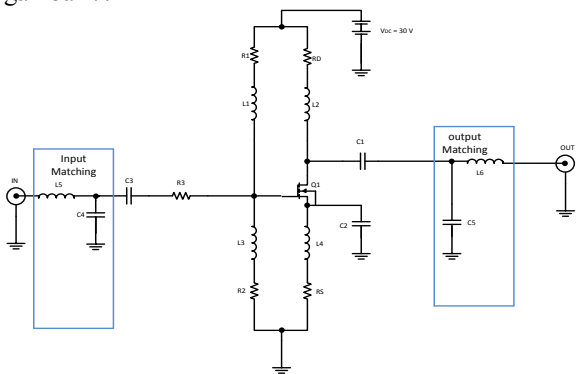 R1
RD
VDC = 30 V
L1
L2
Input
Matching
L5
C3
R3
C4
Q1
C1
output
Matching
L6
IN
OUT
L3
L4
C2
C5
R2
RS